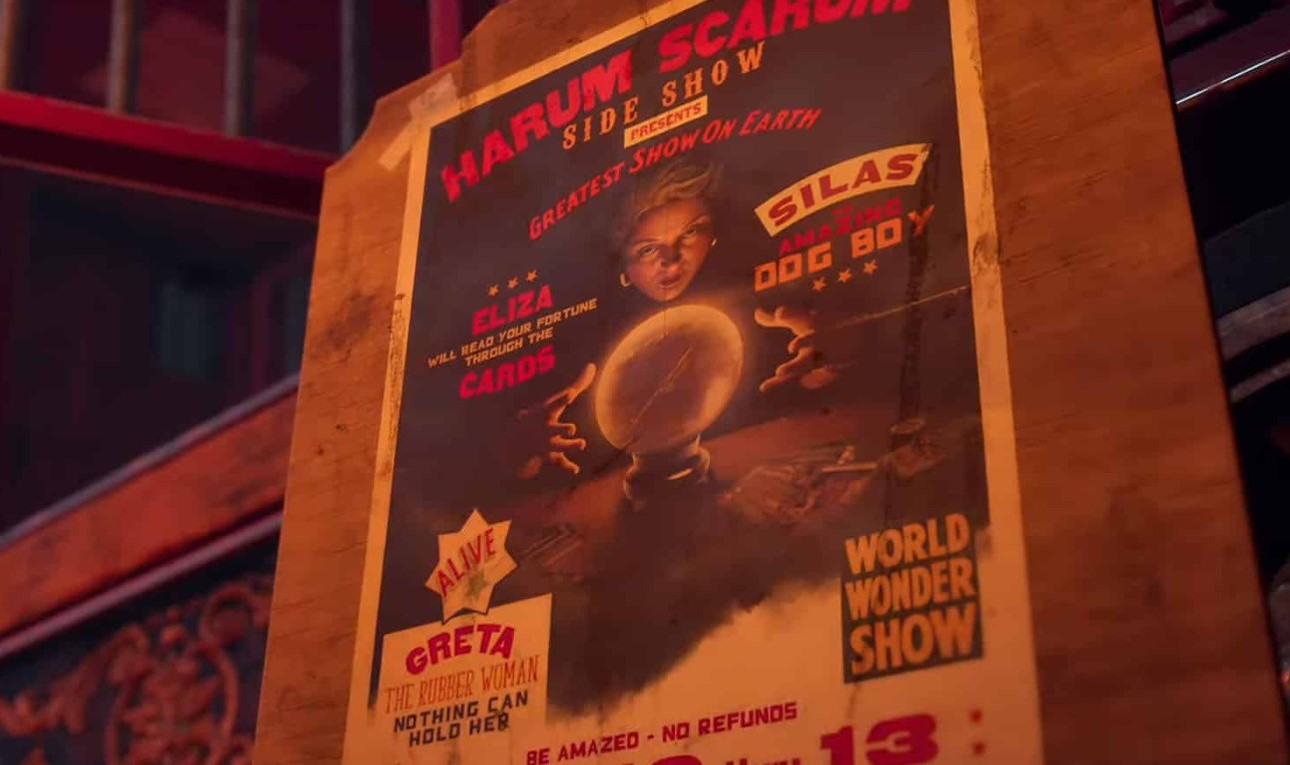 HARUM SCARUM
SIDE SHOW
PRESENTS
GREATEST SHOW ON EARTH
SILAS
THE
AMAZING
DOG BOY
ELIZA
WILL READ YOUR FORTUNE
THROUGH THE
CARDS
ALIVE
GRETA
THE RUBBER WOMAN
NOTHING CAN
HOLD HER
WORLD
WONDER
SHOW
BE AMAZED - NO REFUNDS
13